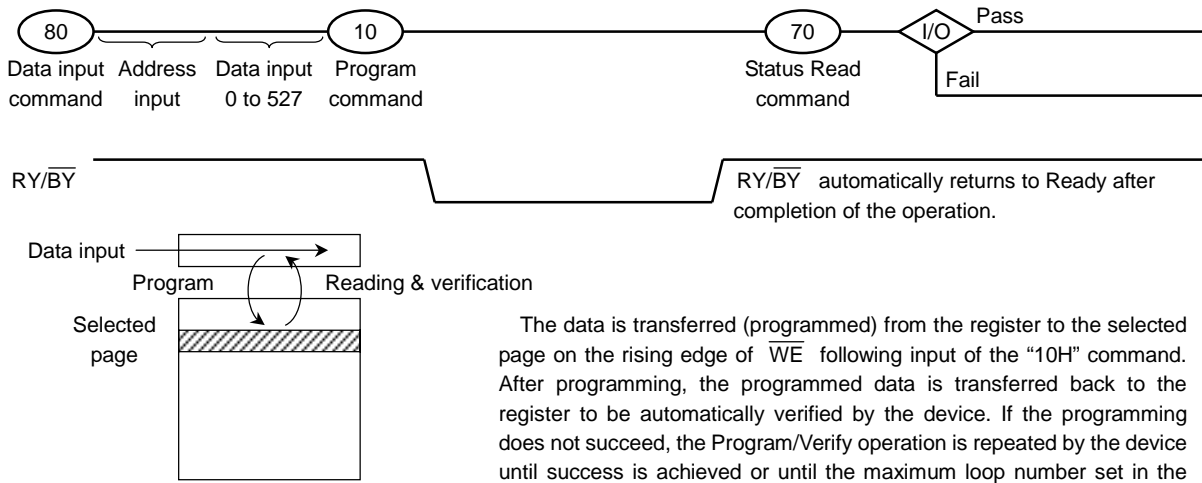 80 10 70 I/O Pass
Data input Address Data input Program Status Read
command input 0 to 527 command command Fail
RY/BY RY/BY automatically returns to Ready after
completion of the operation.
Data input
Program Reading & verification
Selected
page
The data is transferred (programmed) from the register to the selected
page on the rising edge of WE following input of the “10H” command.
After programming, the programmed data is transferred back to the
register to be automatically verified by the device. If the programming
does not succeed, the Program/Verify operation is repeated by the device
until success is achieved or until the maximum loop number set in the